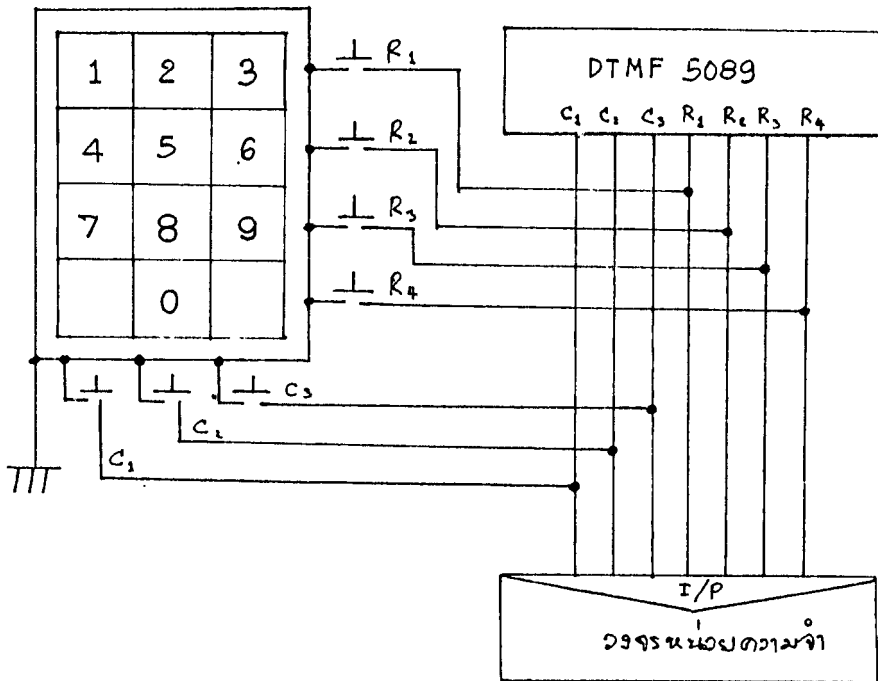 1 2 3
4 5 6
7 8 9
0
R₁
R₂
R₃
R₄
C₃
C₂
C₁
DTMF 5089
C₁ C₂ C₃ R₁ R₂ R₃ R₄
I/P
วงจรหน่วยความจำ